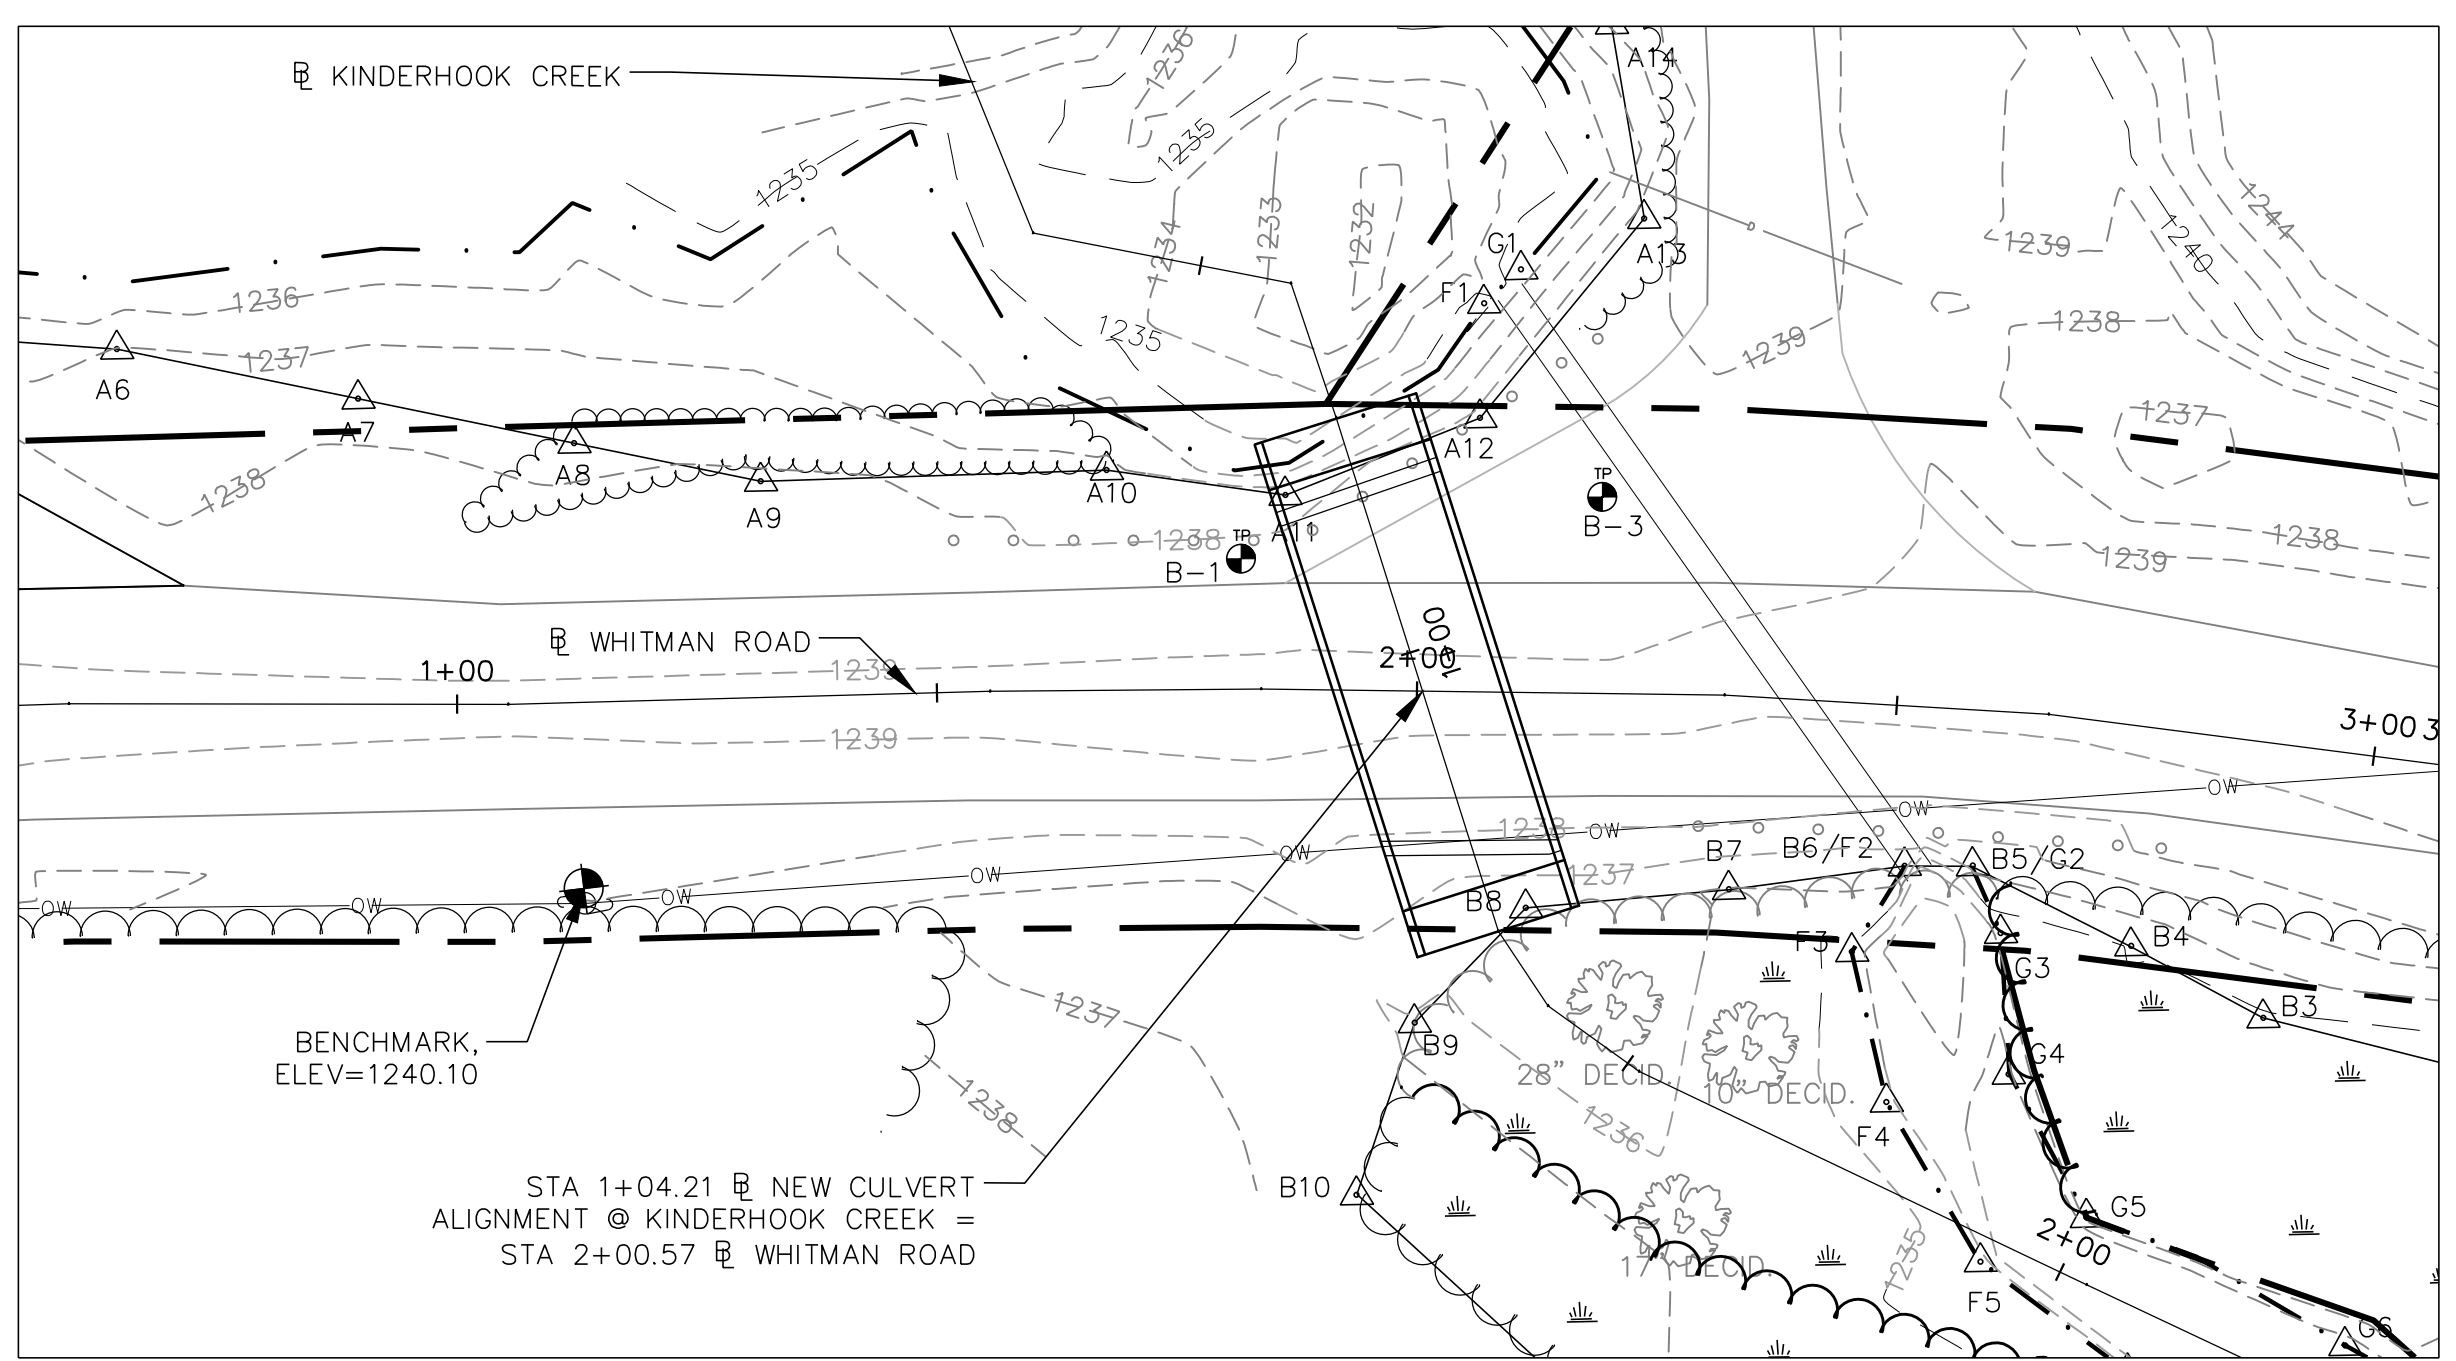 A14
1236
℄ KINDERHOOK CREEK
1235
1235
1244
1240
1239
1234
1233
1232
G1
A13
F1
1236
1238
1239
1235
1237
A6
1237
A7
A12
1238
A8
A10
A9
TP
B-3
A11
TP
1238
B-1
1238
1239
℄ WHITMAN ROAD
1+00
2+00
1+00
3+00
3
1239
OW
OW
1238
OW
OW
OW
OW
OW
OW
B7
B6/F2
B5/G2
1237
B8
F3
B4
G3
B3
1237
BENCHMARK,
ELEV=1240.10
B9
G4
28" DECID.
10" DECID.
1238
1236
F4
B10
STA 1+04.21 ℄ NEW CULVERT
ALIGNMENT @ KINDERHOOK CREEK =
STA 2+00.57 ℄ WHITMAN ROAD
G5
2+00
1235
17" DECID.
F5
G6